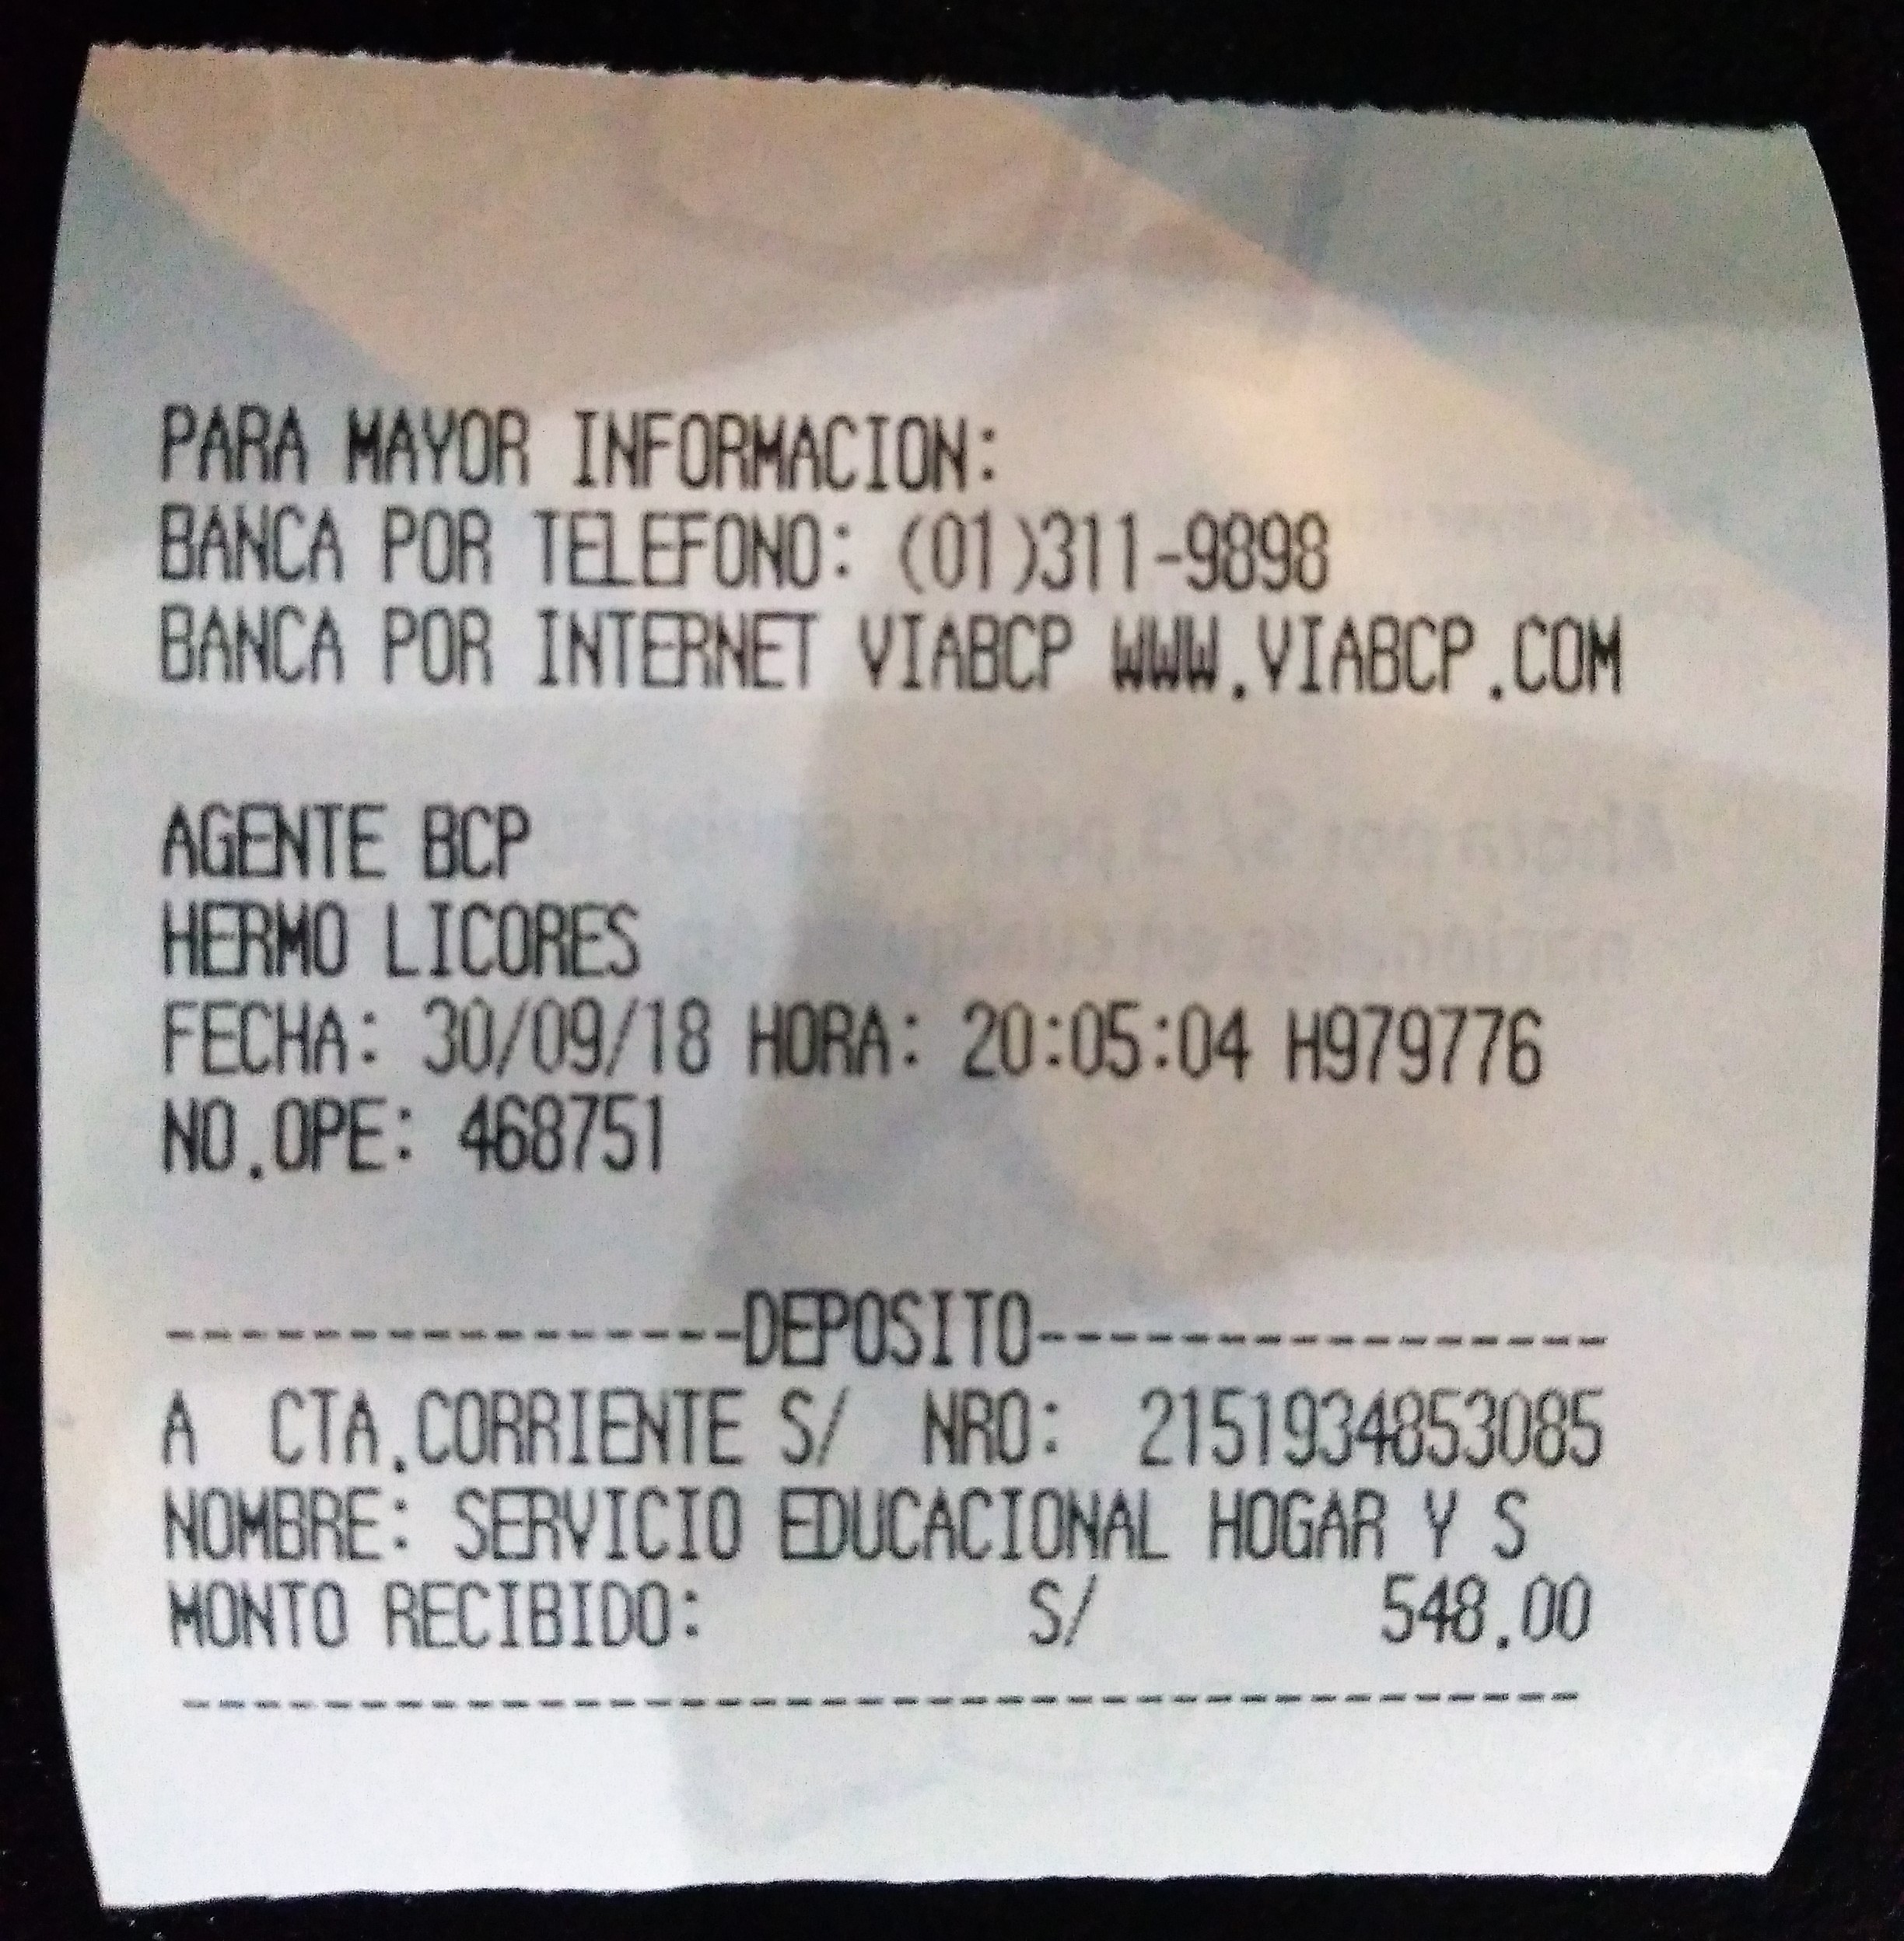 PARA MAYOR INFORMACION:
BANCA POR TELEFONO: (01)311-9898
BANCA POR INTERNET VIABCP WWW.VIABCP.COM
AGENTE BCP
HERMO LICORES
FECHA: 30/09/18 HORA: 20:05:04 H979776
NO.OPE: 468751
----------------DEPOSITO----------------
A CTA.CORRIENTE S/ NRO: 2151934853085
NOMBRE: SERVICIO EDUCACIONAL HOGAR Y S
MONTO RECIBIDO: S/ 548.00
---------------------------------------